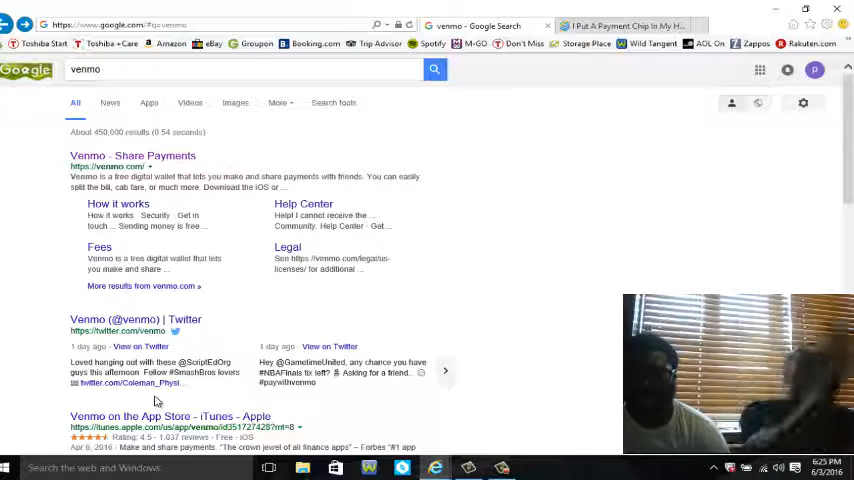 https://www.google.com/#q=venmo
venmo - Google Search
I Put A Payment Chip In My H...
Toshiba Start
Toshiba +Care
Amazon
eBay
Groupon
Booking.com
Trip Advisor
Spotify
M-GO
Don't Miss
Storage Place
Wild Tangent
AOL On
Zappos
Rakuten.com
Google
venmo
P
All
News
Apps
Videos
Images
More
Search tools
About 450,000 results (0.54 seconds)
Venmo - Share Payments
https://venmo.com/
Venmo is a free digital wallet that lets you make and share payments with friends. You can easily
split the bill, cab fare, or much more. Download the iOS or ...
How it works
How it works · Security · Get in
touch ... Sending money is free ...
Help Center
Help! I cannot receive the ...
Community. Help Center · Get ...
Fees
Venmo is a free digital wallet that lets
you make and share ...
Legal
See https://venmo.com/legal/us-
licenses/ for additional ...
More results from venmo.com »
Venmo (@venmo) | Twitter
https://twitter.com/venmo
1 day ago · View on Twitter
Loved hanging out with these @ScriptEdOrg
guys this afternoon Follow #SmashBros lovers
twitter.com/Coleman_Physi...
1 day ago · View on Twitter
Hey @GametimeUnited, any chance you have
#NBAFinals tix left? Asking for a friend..
#paywithvenmo
Venmo on the App Store - iTunes - Apple
https://itunes.apple.com/us/app/venmo/id351728428?mt=8
Rating: 4.5 - 1,037 reviews - Free - iOS
Apr 6, 2016 - Make and share payments. "The crown jewel of all finance apps" – Forbes "#1 app
Search the web and Windows
6:25 PM
6/3/2016